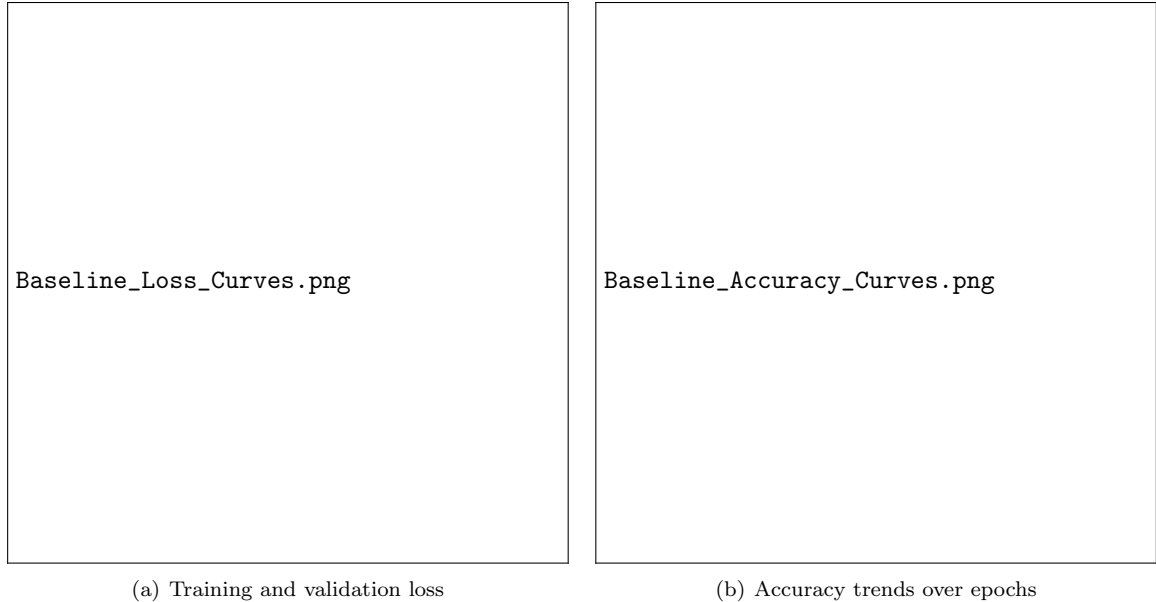 Baseline_Loss_Curves.png
Baseline_Accuracy_Curves.png
(a) Training and validation loss
(b) Accuracy trends over epochs